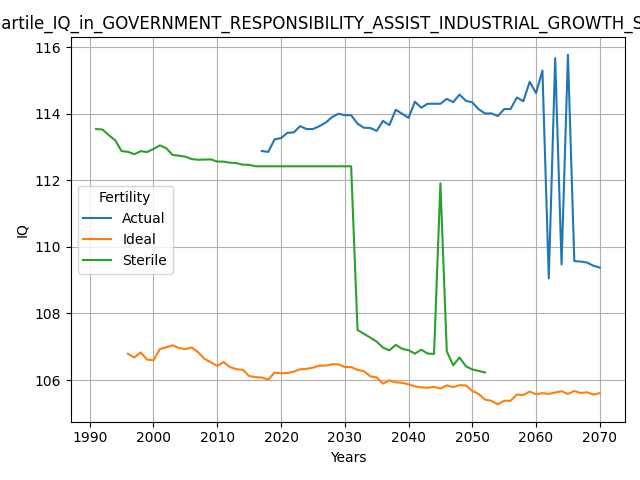 artile_IQ_in_GOVERNMENT_RESPONSIBILITY_ASSIST_INDUSTRIAL_GROWTH_S
116
114
112
110
108
106
IQ
Fertility
Actual
Ideal
Sterile
1990 2000 2010 2020 2030 2040 2050 2060 2070
Years